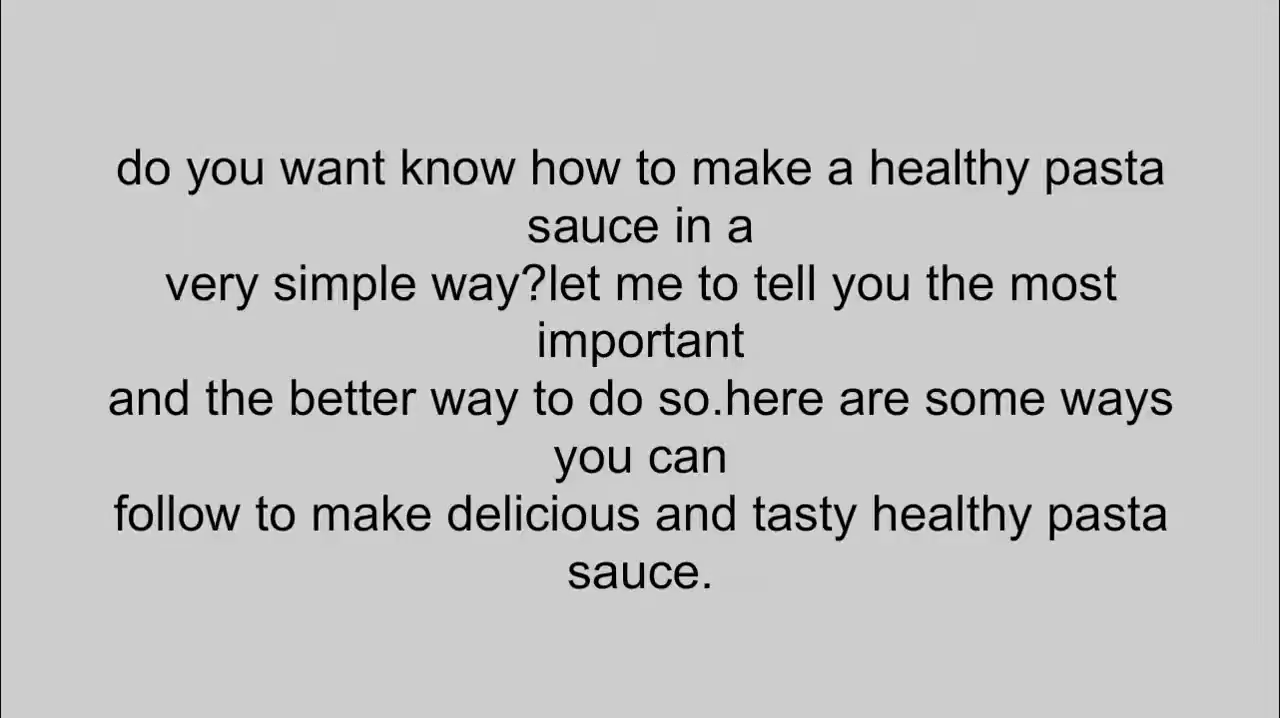 do you want know how to make a healthy pasta
sauce in a
very simple way?let me to tell you the most
important
and the better way to do so.here are some ways
you can
follow to make delicious and tasty healthy pasta
sauce.